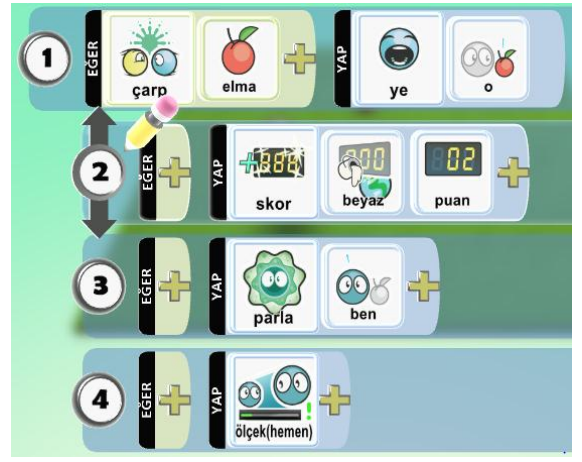 1 EĞER çarp elma YAP ye o
2 EĞER YAP skor beyaz puan 02
3 EĞER YAP parla ben
4 EĞER YAP ölçek(hemen)